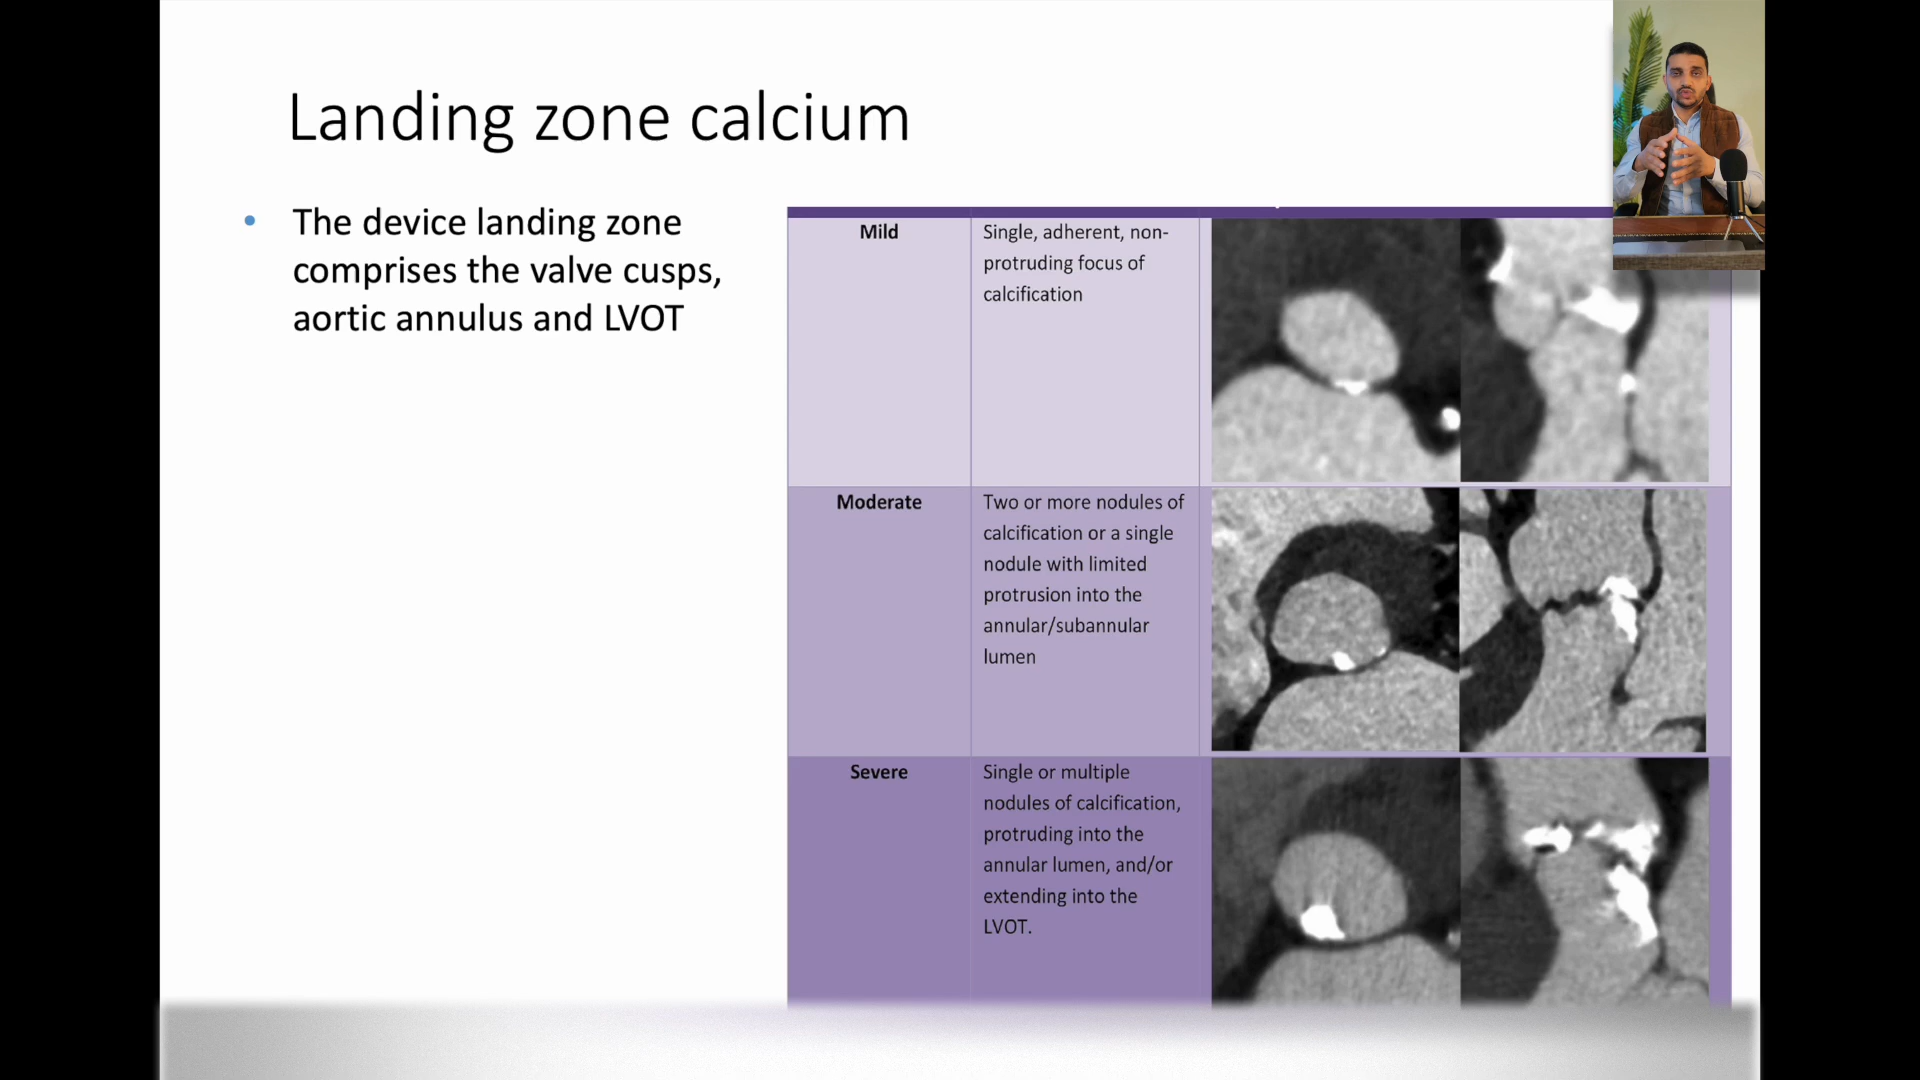 Landing zone calcium
• The device landing zone
comprises the valve cusps,
aortic annulus and LVOT
Mild
Single, adherent, non-
protruding focus of
calcification
Moderate
Two or more nodules of
calcification or a single
nodule with limited
protrusion into the
annular/subannular
lumen
Severe
Single or multiple
nodules of calcification,
protruding into the
annular lumen, and/or
extending into the
LVOT.